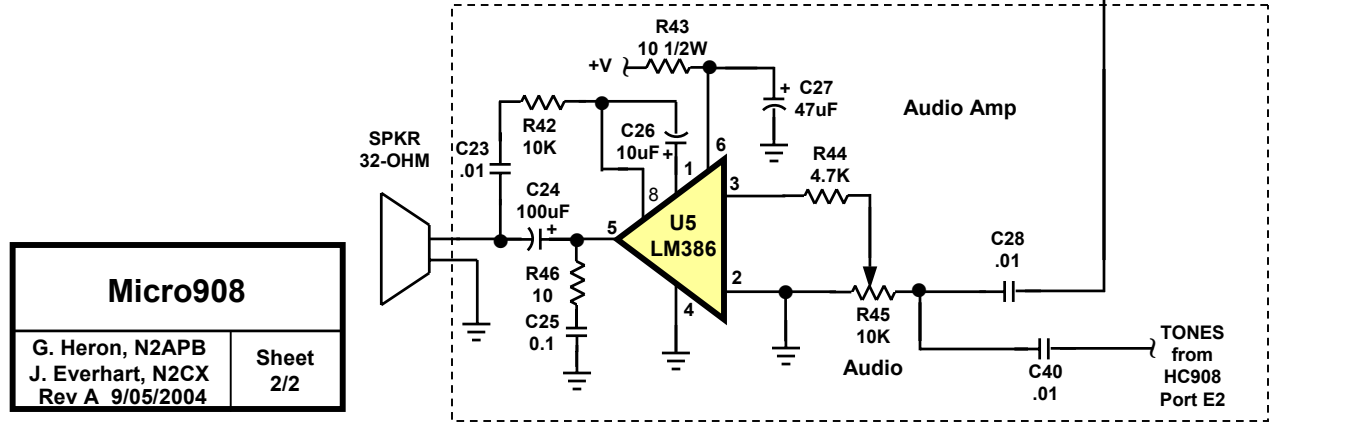 R43
10 1/2W
+V
+
C27
47uF
Audio Amp
R42
10K
C26
10uF
+
SPKR
32-OHM
C23
.01
6
1
R44
4.7K
3
8
C24
100uF
+
5
U5
LM386
C28
.01
R46
10
2
4
C25
0.1
R45
10K
Audio
C40
.01
TONES
from
HC908
Port E2
Micro908
G. Heron, N2APB
J. Everhart, N2CX
Rev A 9/05/2004
Sheet
2/2